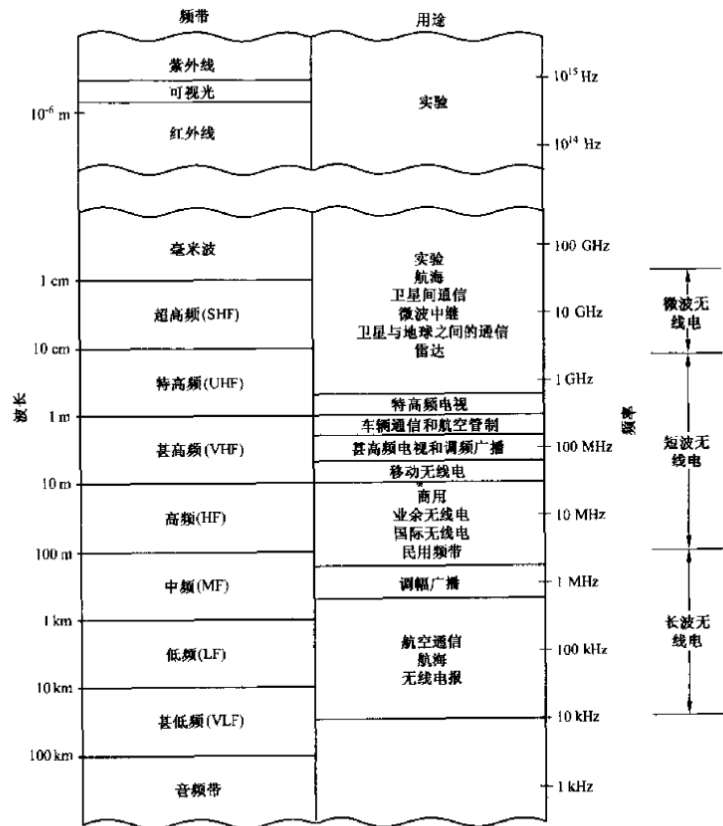 频带
用途
紫外线
可视光
红外线
10⁻⁶ m
实验
10¹⁵ Hz
10¹⁴ Hz
毫米波
1 cm
超高频(SHF)
10 cm
特高频(UHF)
1 m
甚高频(VHF)
10 m
高频(HF)
100 m
中频(MF)
1 km
低频(LF)
10 km
甚低频(VLF)
100 km
音频带
波长
实验
航海
卫星间通信
微波中继
卫星与地球之间的通信
雷达
特高频电视
车辆通信和航空管制
甚高频电视和调频广播
移动无线电
商用
业余无线电
国际无线电
民用频带
调幅广播
航空通信
航海
无线电报
100 GHz
10 GHz
1 GHz
100 MHz
10 MHz
1 MHz
100 kHz
10 kHz
1 kHz
频率
微波无
线电
短波无
线电
长波无
线电